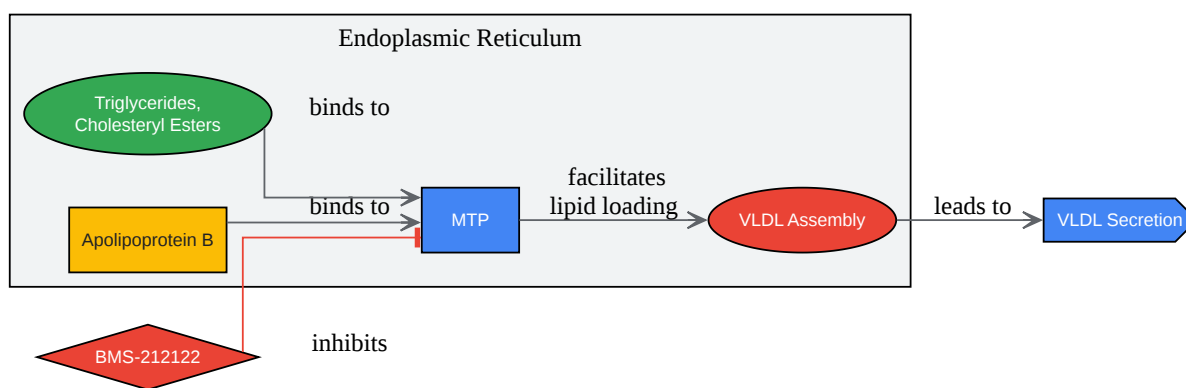 Endoplasmic Reticulum
Triglycerides,
Cholesteryl Esters
binds to
binds to
Apolipoprotein B
MTP
facilitates
lipid loading
VLDL Assembly
leads to
VLDL Secretion
BMS-212122
inhibits